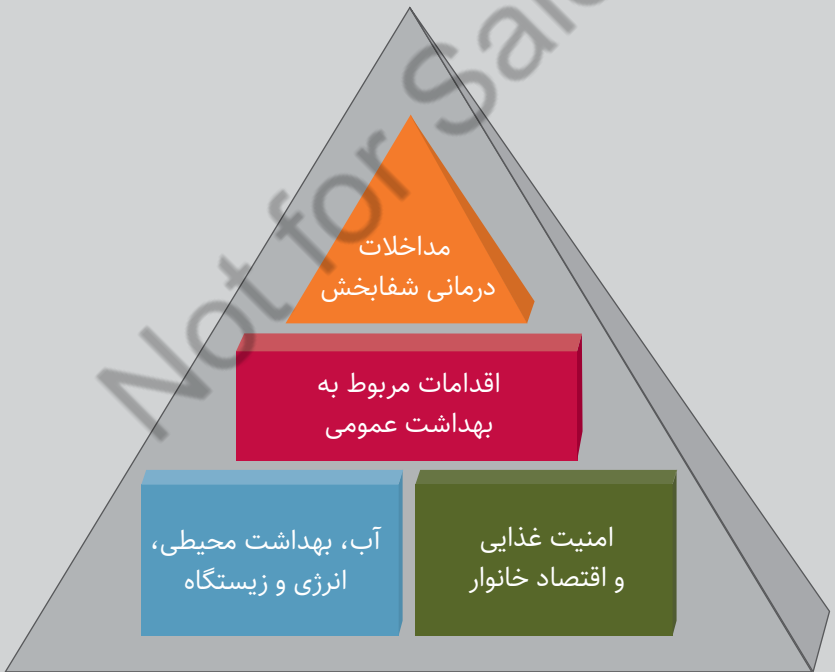 Not for Sale
مداخلات
درمانی شفابخش
اقدامات مربوط به
بهداشت عمومی
امنیت غذایی
و اقتصاد خانوار
آب، بهداشت محیطی،
انرژی و زیستگاه